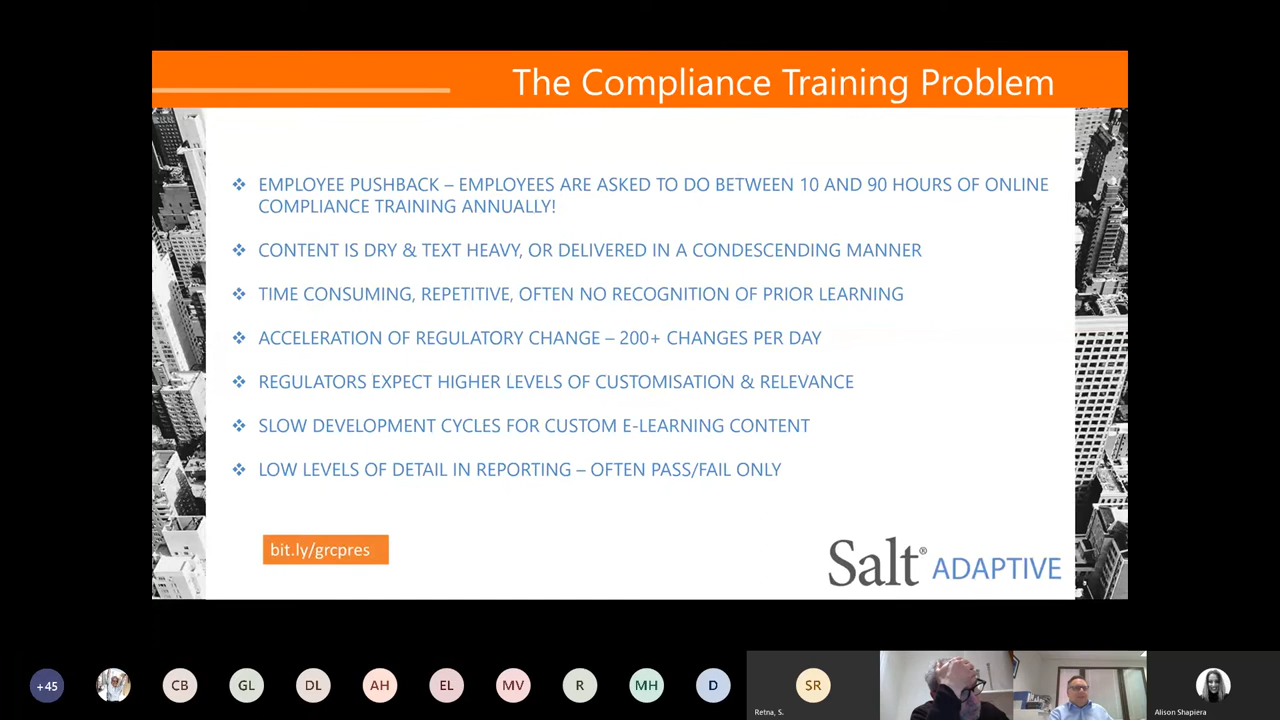 The Compliance Training Problem
❖ EMPLOYEE PUSHBACK – EMPLOYEES ARE ASKED TO DO BETWEEN 10 AND 90 HOURS OF ONLINE
COMPLIANCE TRAINING ANNUALLY!
❖ CONTENT IS DRY & TEXT HEAVY, OR DELIVERED IN A CONDESCENDING MANNER
❖ TIME CONSUMING, REPETITIVE, OFTEN NO RECOGNITION OF PRIOR LEARNING
❖ ACCELERATION OF REGULATORY CHANGE – 200+ CHANGES PER DAY
❖ REGULATORS EXPECT HIGHER LEVELS OF CUSTOMISATION & RELEVANCE
❖ SLOW DEVELOPMENT CYCLES FOR CUSTOM E-LEARNING CONTENT
❖ LOW LEVELS OF DETAIL IN REPORTING – OFTEN PASS/FAIL ONLY
bit.ly/grcpres
Salt® ADAPTIVE
+45 CB GL DL AH EL MV R MH D SR
Retna, S. Alison Shapiera